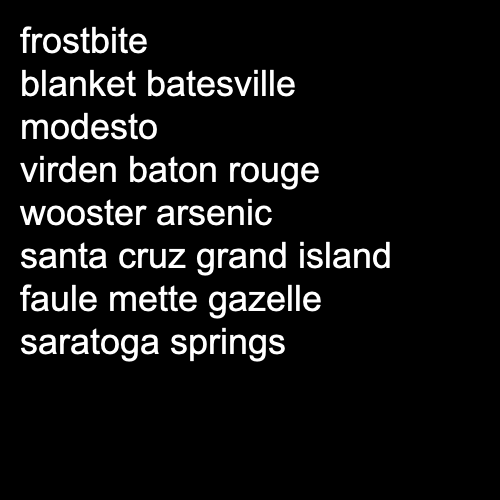 frostbite
blanket batesville
modesto
virden baton rouge
wooster arsenic
santa cruz grand island
faule mette gazelle
saratoga springs